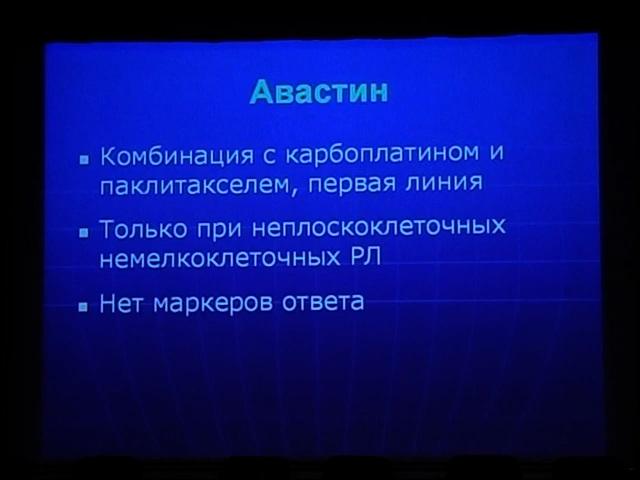 Авастин
Комбинация с карбоплатином и
паклитакселем, первая линия
Только при неплоскоклеточных
немелкоклеточных РЛ
Нет маркеров ответа